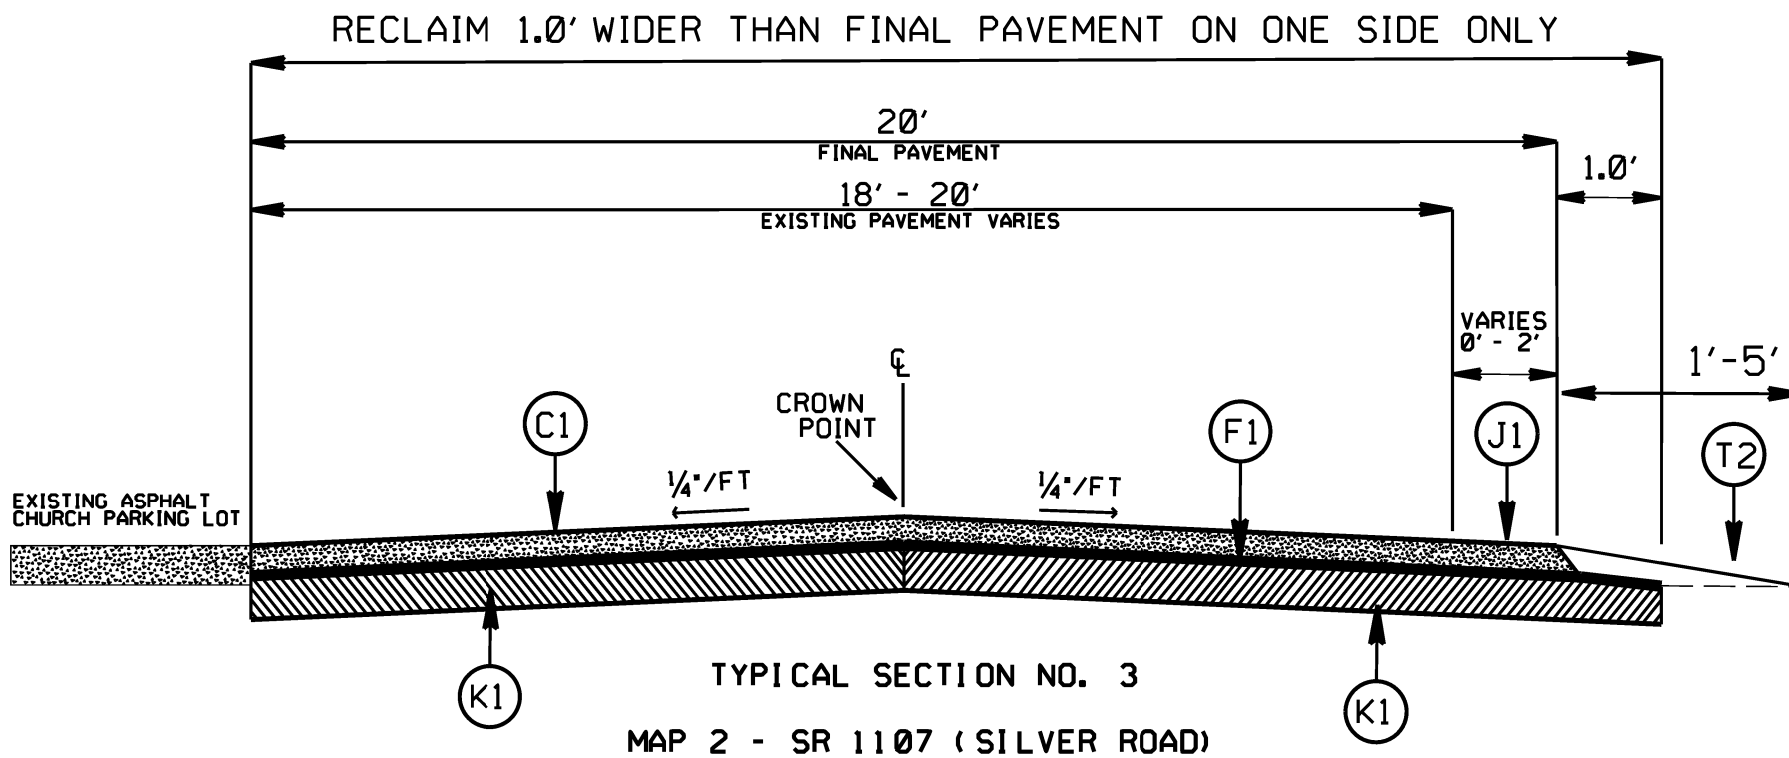 RECLAIM 1.0' WIDER THAN FINAL PAVEMENT ON ONE SIDE ONLY
20'
FINAL PAVEMENT
1.0'
18' - 20'
EXISTING PAVEMENT VARIES
VARIES
0' - 2'
1'-5'
℄
CROWN
POINT
C1
F1
J1
T2
1/4"/FT
1/4"/FT
EXISTING ASPHALT
CHURCH PARKING LOT
K1
K1
TYPICAL SECTION NO. 3
MAP 2 - SR 1107 (SILVER ROAD)